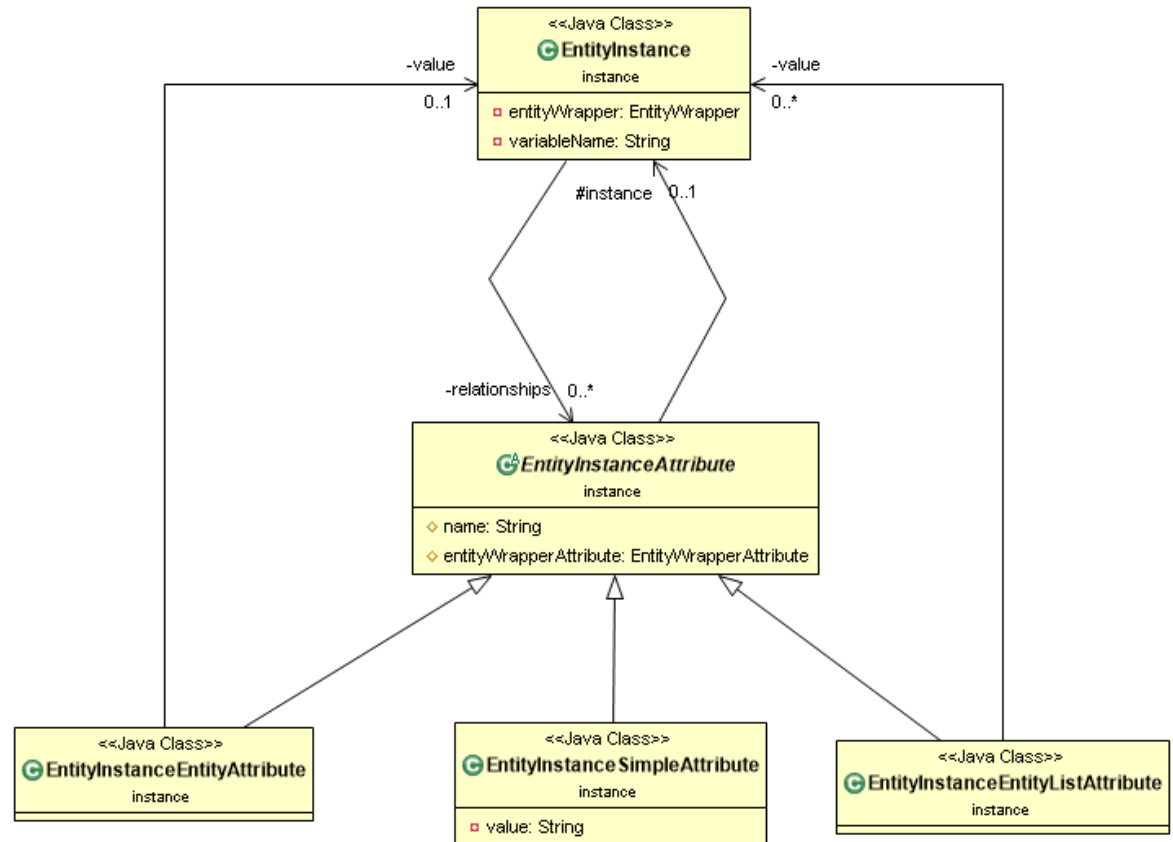 <<Java Class>>
EntityInstance
instance
entityWrapper: EntityWrapper
variableName: String
-value
0..1
-value
0..*
#instance 0..1
-relationships 0..*
<<Java Class>>
EntityInstanceAttribute
instance
name: String
entityWrapperAttribute: EntityWrapperAttribute
<<Java Class>>
EntityInstanceEntityAttribute
instance
<<Java Class>>
EntityInstanceSimpleAttribute
instance
value: String
<<Java Class>>
EntityInstanceEntityListAttribute
instance